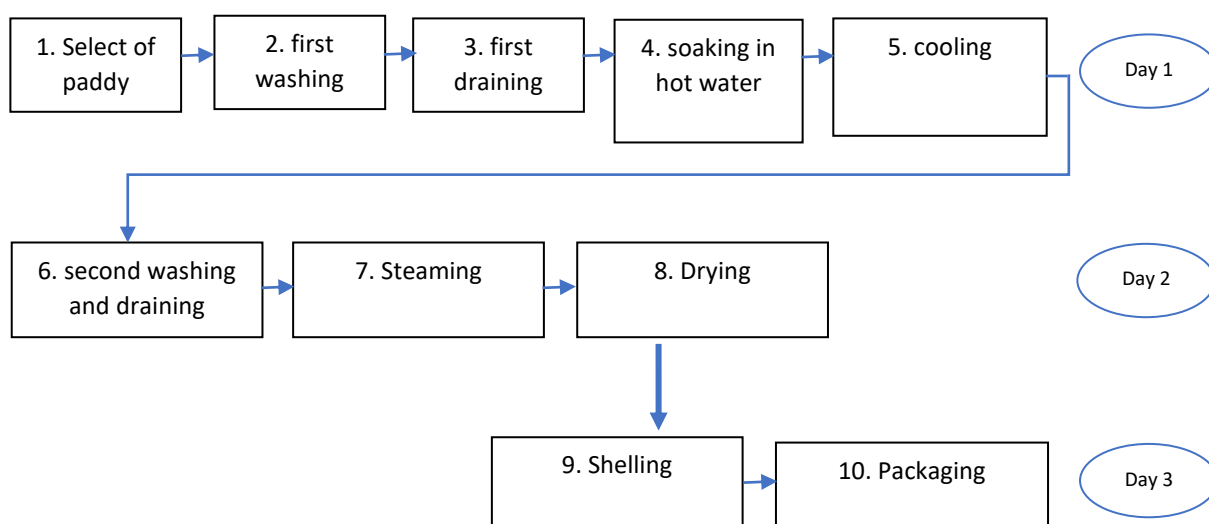 1. Select of
paddy
2. first
washing
3. first
draining
4. soaking in
hot water
5. cooling
Day 1
6. second washing
and draining
7. Steaming
8. Drying
Day 2
9. Shelling
10. Packaging
Day 3